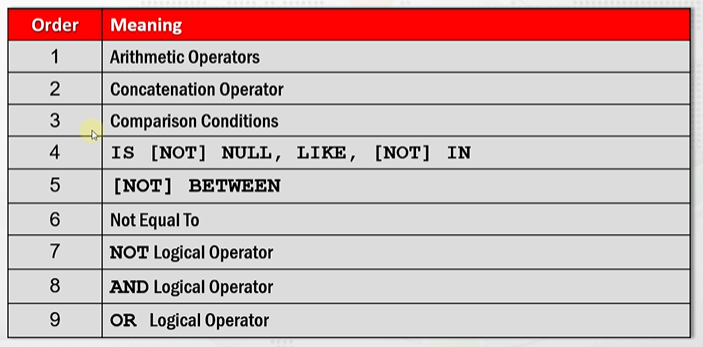 Order Meaning
1 Arithmetic Operators
2 Concatenation Operator
3 Comparison Conditions
4 IS [NOT] NULL, LIKE, [NOT] IN
5 [NOT] BETWEEN
6 Not Equal To
7 NOT Logical Operator
8 AND Logical Operator
9 OR Logical Operator